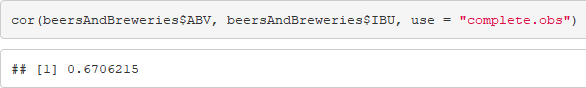 cor(beersAndBreweries$ABV, beersAndBreweries$IBU, use = "complete.obs")
## [1] 0.6706215